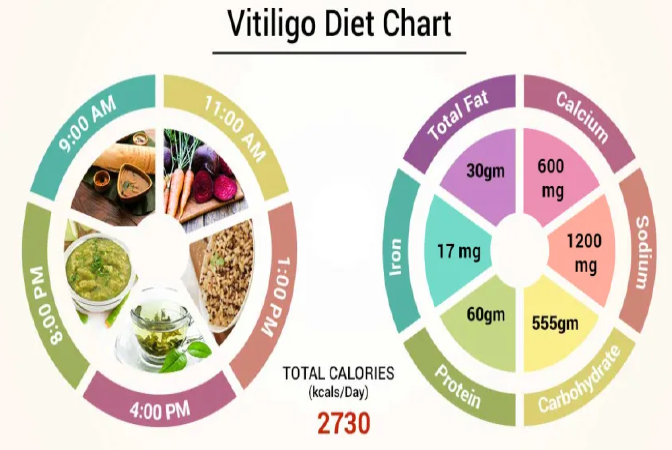 Vitiligo Diet Chart
9:00 AM
11:00 AM
1:00 PM
4:00 PM
8:00 PM
TOTAL CALORIES
(kcals/Day)
2730
Total Fat
30gm
Calcium
600
mg
Sodium
1200
mg
Carbohydrate
555gm
Protein
60gm
Iron
17 mg